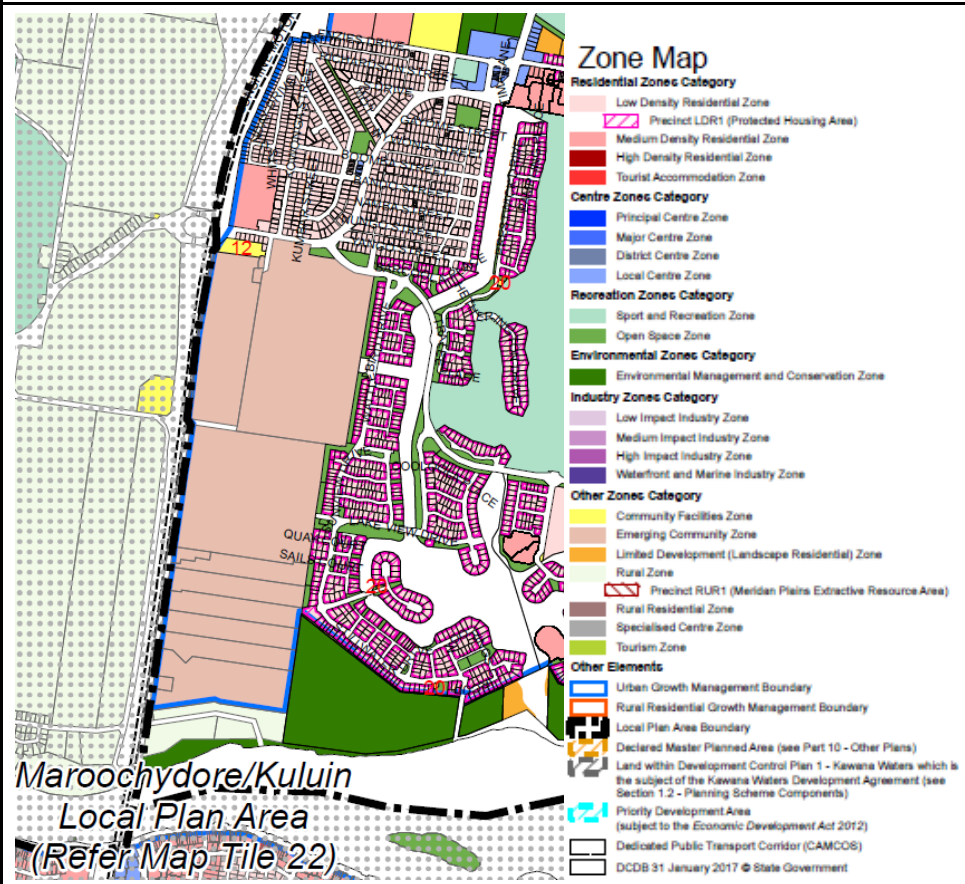 MENZIES DRIVE
12
20
QUAY COURT
SAIL COURT
LAKE VIEW DRIVE
20
20
Maroochydore/Kuluin
Local Plan Area
(Refer Map Tile 22)
Zone Map
Residential Zones Category
Low Density Residential Zone
Precinct LDR1 (Protected Housing Area)
Medium Density Residential Zone
High Density Residential Zone
Tourist Accommodation Zone
Centre Zones Category
Principal Centre Zone
Major Centre Zone
District Centre Zone
Local Centre Zone
Recreation Zones Category
Sport and Recreation Zone
Open Space Zone
Environmental Zones Category
Environmental Management and Conservation Zone
Industry Zones Category
Low Impact Industry Zone
Medium Impact Industry Zone
High Impact Industry Zone
Waterfront and Marine Industry Zone
Other Zones Category
Community Facilities Zone
Emerging Community Zone
Limited Development (Landscape Residential) Zone
Rural Zone
Precinct RUR1 (Meridan Plains Extractive Resource Area)
Rural Residential Zone
Specialised Centre Zone
Tourism Zone
Other Elements
Urban Growth Management Boundary
Rural Residential Growth Management Boundary
Local Plan Area Boundary
Declared Master Planned Area (see Part 10 - Other Plans)
Land within Development Control Plan 1 - Kawana Waters which is
the subject of the Kawana Waters Development Agreement (see
Section 1.2 - Planning Scheme Components)
Priority Development Area
(subject to the Economic Development Act 2012)
Dedicated Public Transport Corridor (CAMCOS)
DCDB 31 January 2017 © State Government